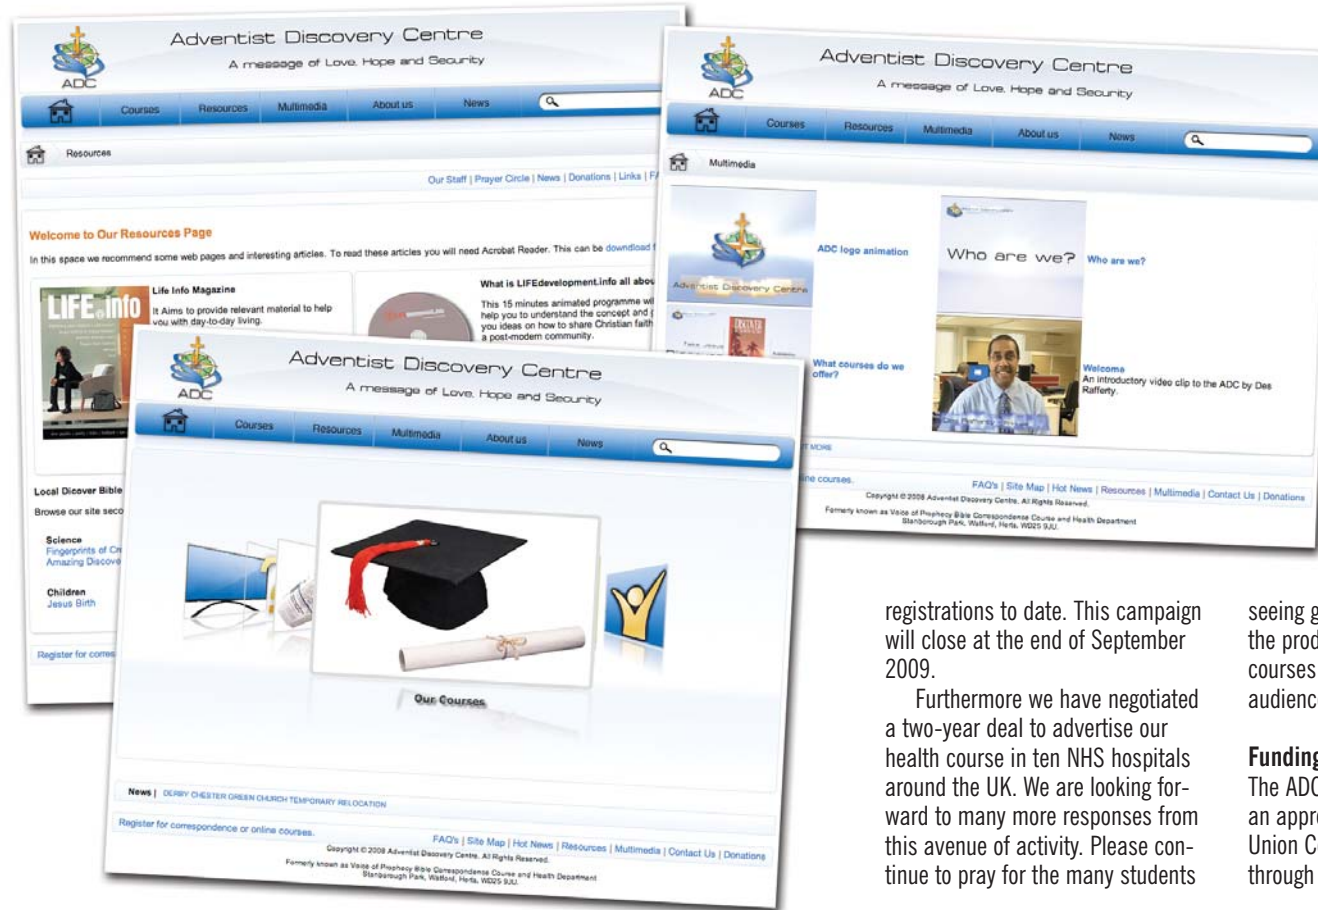 Adventist Discovery Centre
A message of Love, Hope and Security
ADC
Courses Resources Multimedia About us News
Resources
Our Staff | Prayer Circle | News | Donations | Links |
Welcome to Our Resources Page
In this space we recommend some web pages and interesting articles. To read these articles you will need Acrobat Reader. This can be download
LIFE.info
Life Info Magazine
It Aims to provide relevant material to help
you with day-to-day living.
What is LIFEdevelopment.info all abou
This 15 minutes animated programme wil
help you to understand the concept and
you ideas on how to share Christian faith
a post-modern community.
Local Dicover Bible
Browse our site seco
Science
Fingerprints of Cr
Amazing Discove
Children
Jesus Birth
Register for corres
Adventist Discovery Centre
A message of Love, Hope and Security
ADC
Courses Resources Multimedia About us News
Multimedia
Adventist Discovery Centre
ADC logo animation
Who are we?
Who are we?
DISCOVER
What courses do we
offer?
Welcome
An introductory video clip to the ADC by Des
Rafferty.
MORE
ine courses.
FAQ's | Site Map | Hot News | Resources | Multimedia | Contact Us | Donations
Copyright © 2008 Adventist Discovery Centre. All Rights Reserved.
Formerly known as Voice of Prophecy Bible Correspondence Course and Health Department
Stanborough Park, Watford, Herts, WD25 9JU.
Adventist Discovery Centre
A message of Love, Hope and Security
ADC
Courses Resources Multimedia About us News
Our Courses
News | DERBY CHESTER GREEN CHURCH TEMPORARY RELOCATION
Register for correspondence or online courses.
FAQ's | Site Map | Hot News | Resources | Multimedia | Contact Us | Donations
Copyright © 2008 Adventist Discovery Centre. All Rights Reserved.
Formerly known as Voice of Prophecy Bible Correspondence Course and Health Department
Stanborough Park, Watford, Herts, WD25 9JU.
registrations to date. This campaign
will close at the end of September
2009.
Furthermore we have negotiated
a two-year deal to advertise our
health course in ten NHS hospitals
around the UK. We are looking for-
ward to many more responses from
this avenue of activity. Please con-
tinue to pray for the many students
seeing g
the prod
courses
audience
Funding
The ADC
an appr
Union C
through